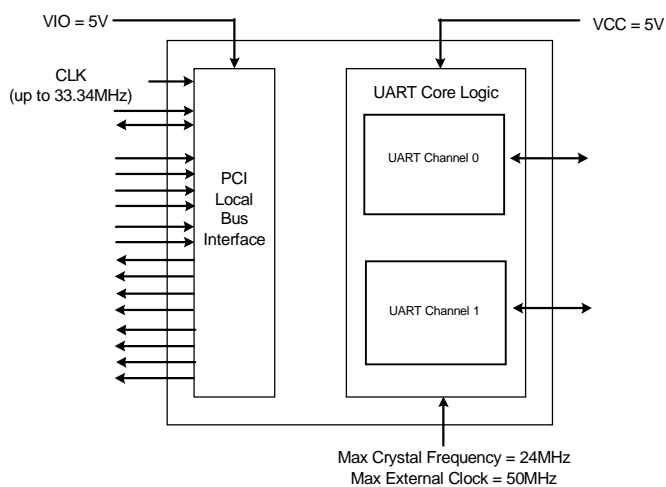 VIO = 5V
VCC = 5V
CLK
(up to 33.34MHz)
PCI
Local
Bus
Interface
UART Core Logic
UART Channel 0
UART Channel 1
Max Crystal Frequency = 24MHz
Max External Clock = 50MHz